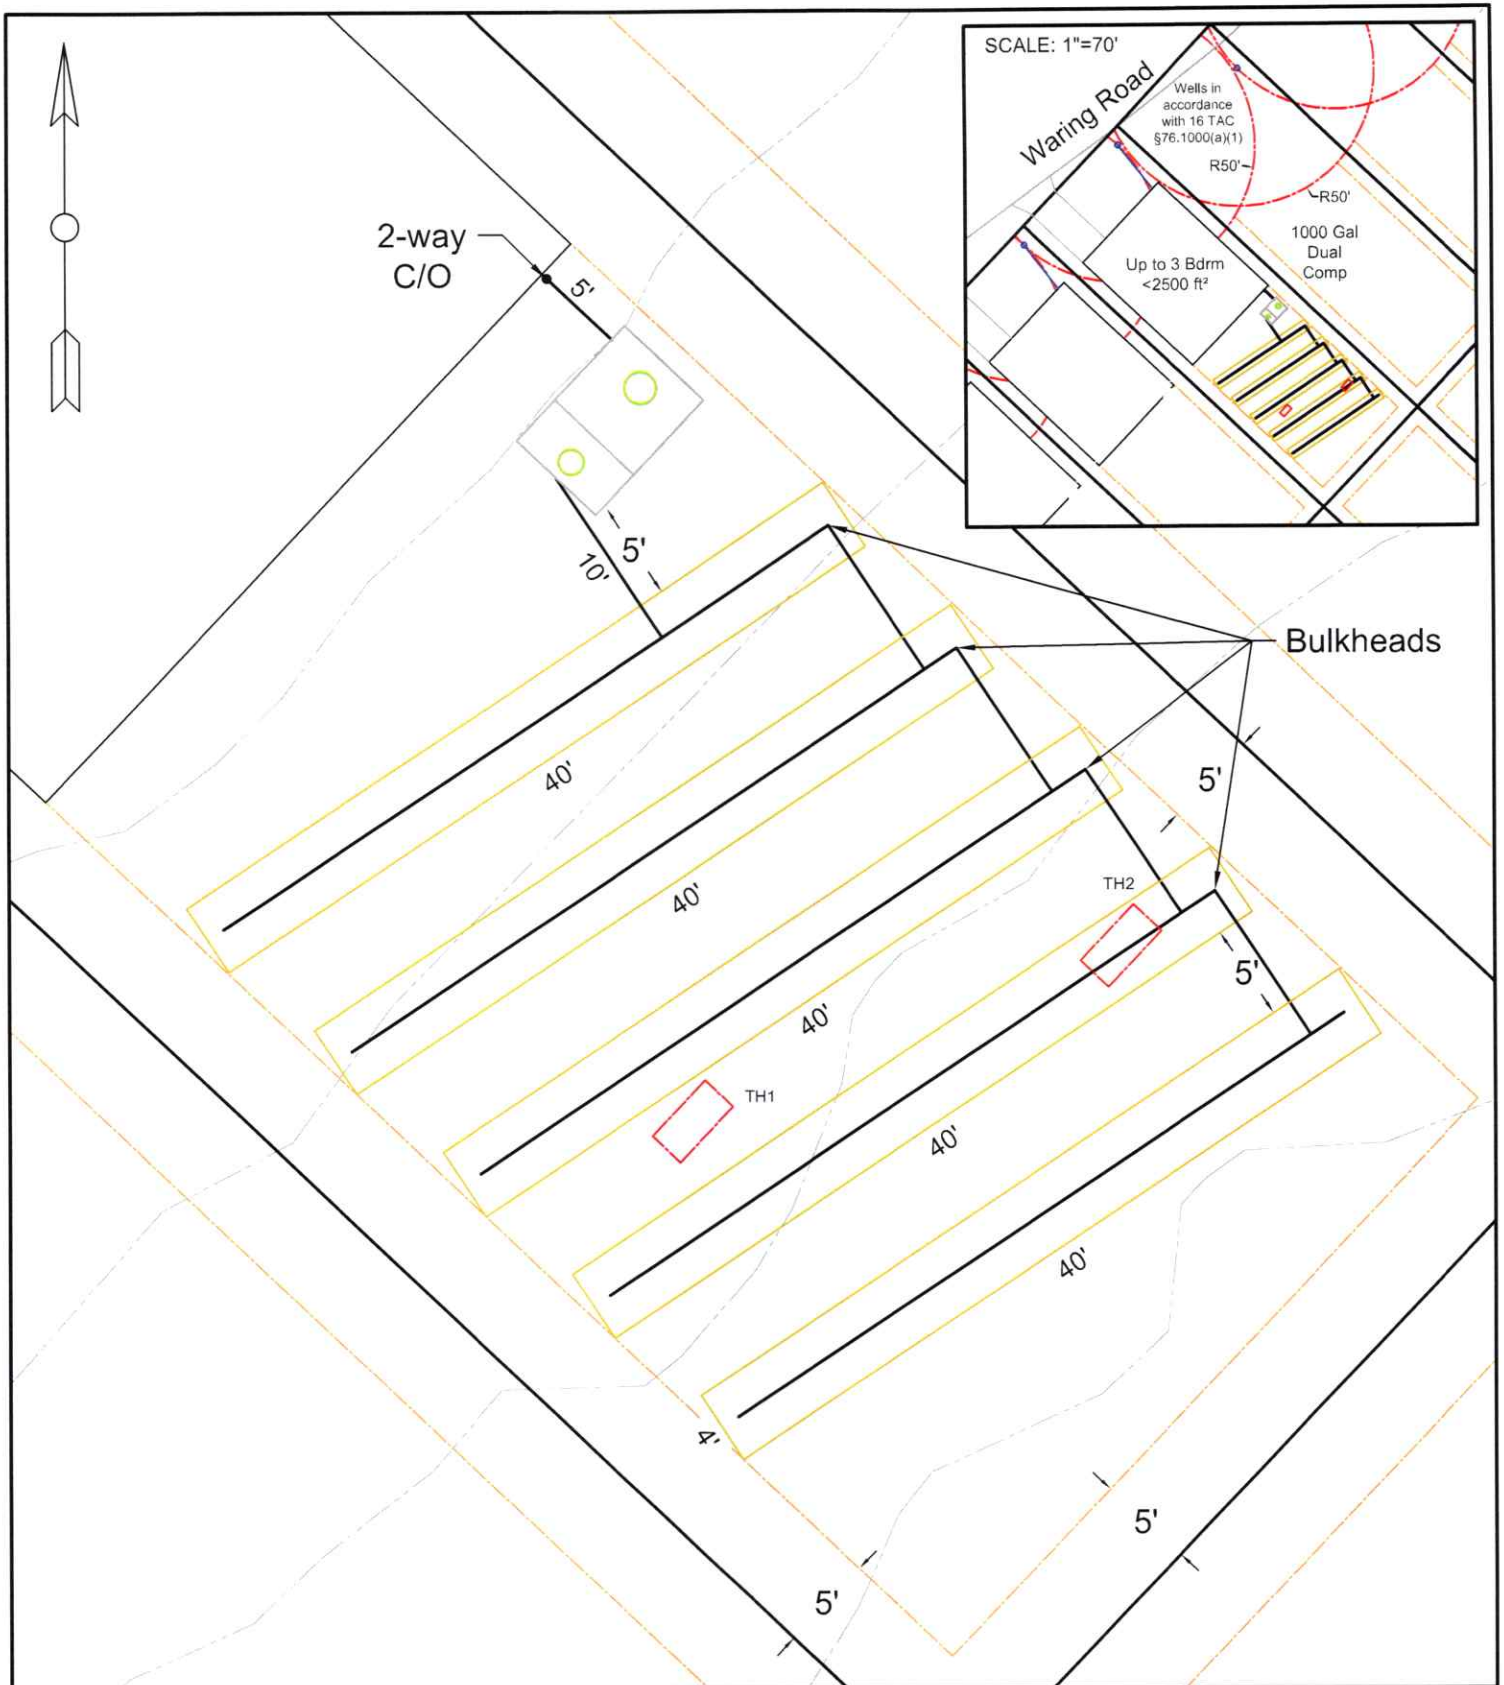 SCALE: 1"=70'
Waring Road
Wells in
accordance
with 16 TAC
§76.1000(a)(1)
R50'
R50'
1000 Gal
Dual
Comp
Up to 3 Bdrm
<2500 ft²
2-way
C/O
5'
5'
10'
Bulkheads
40'
5'
40'
TH2
5'
40'
TH1
40'
40'
4'
5'
5'